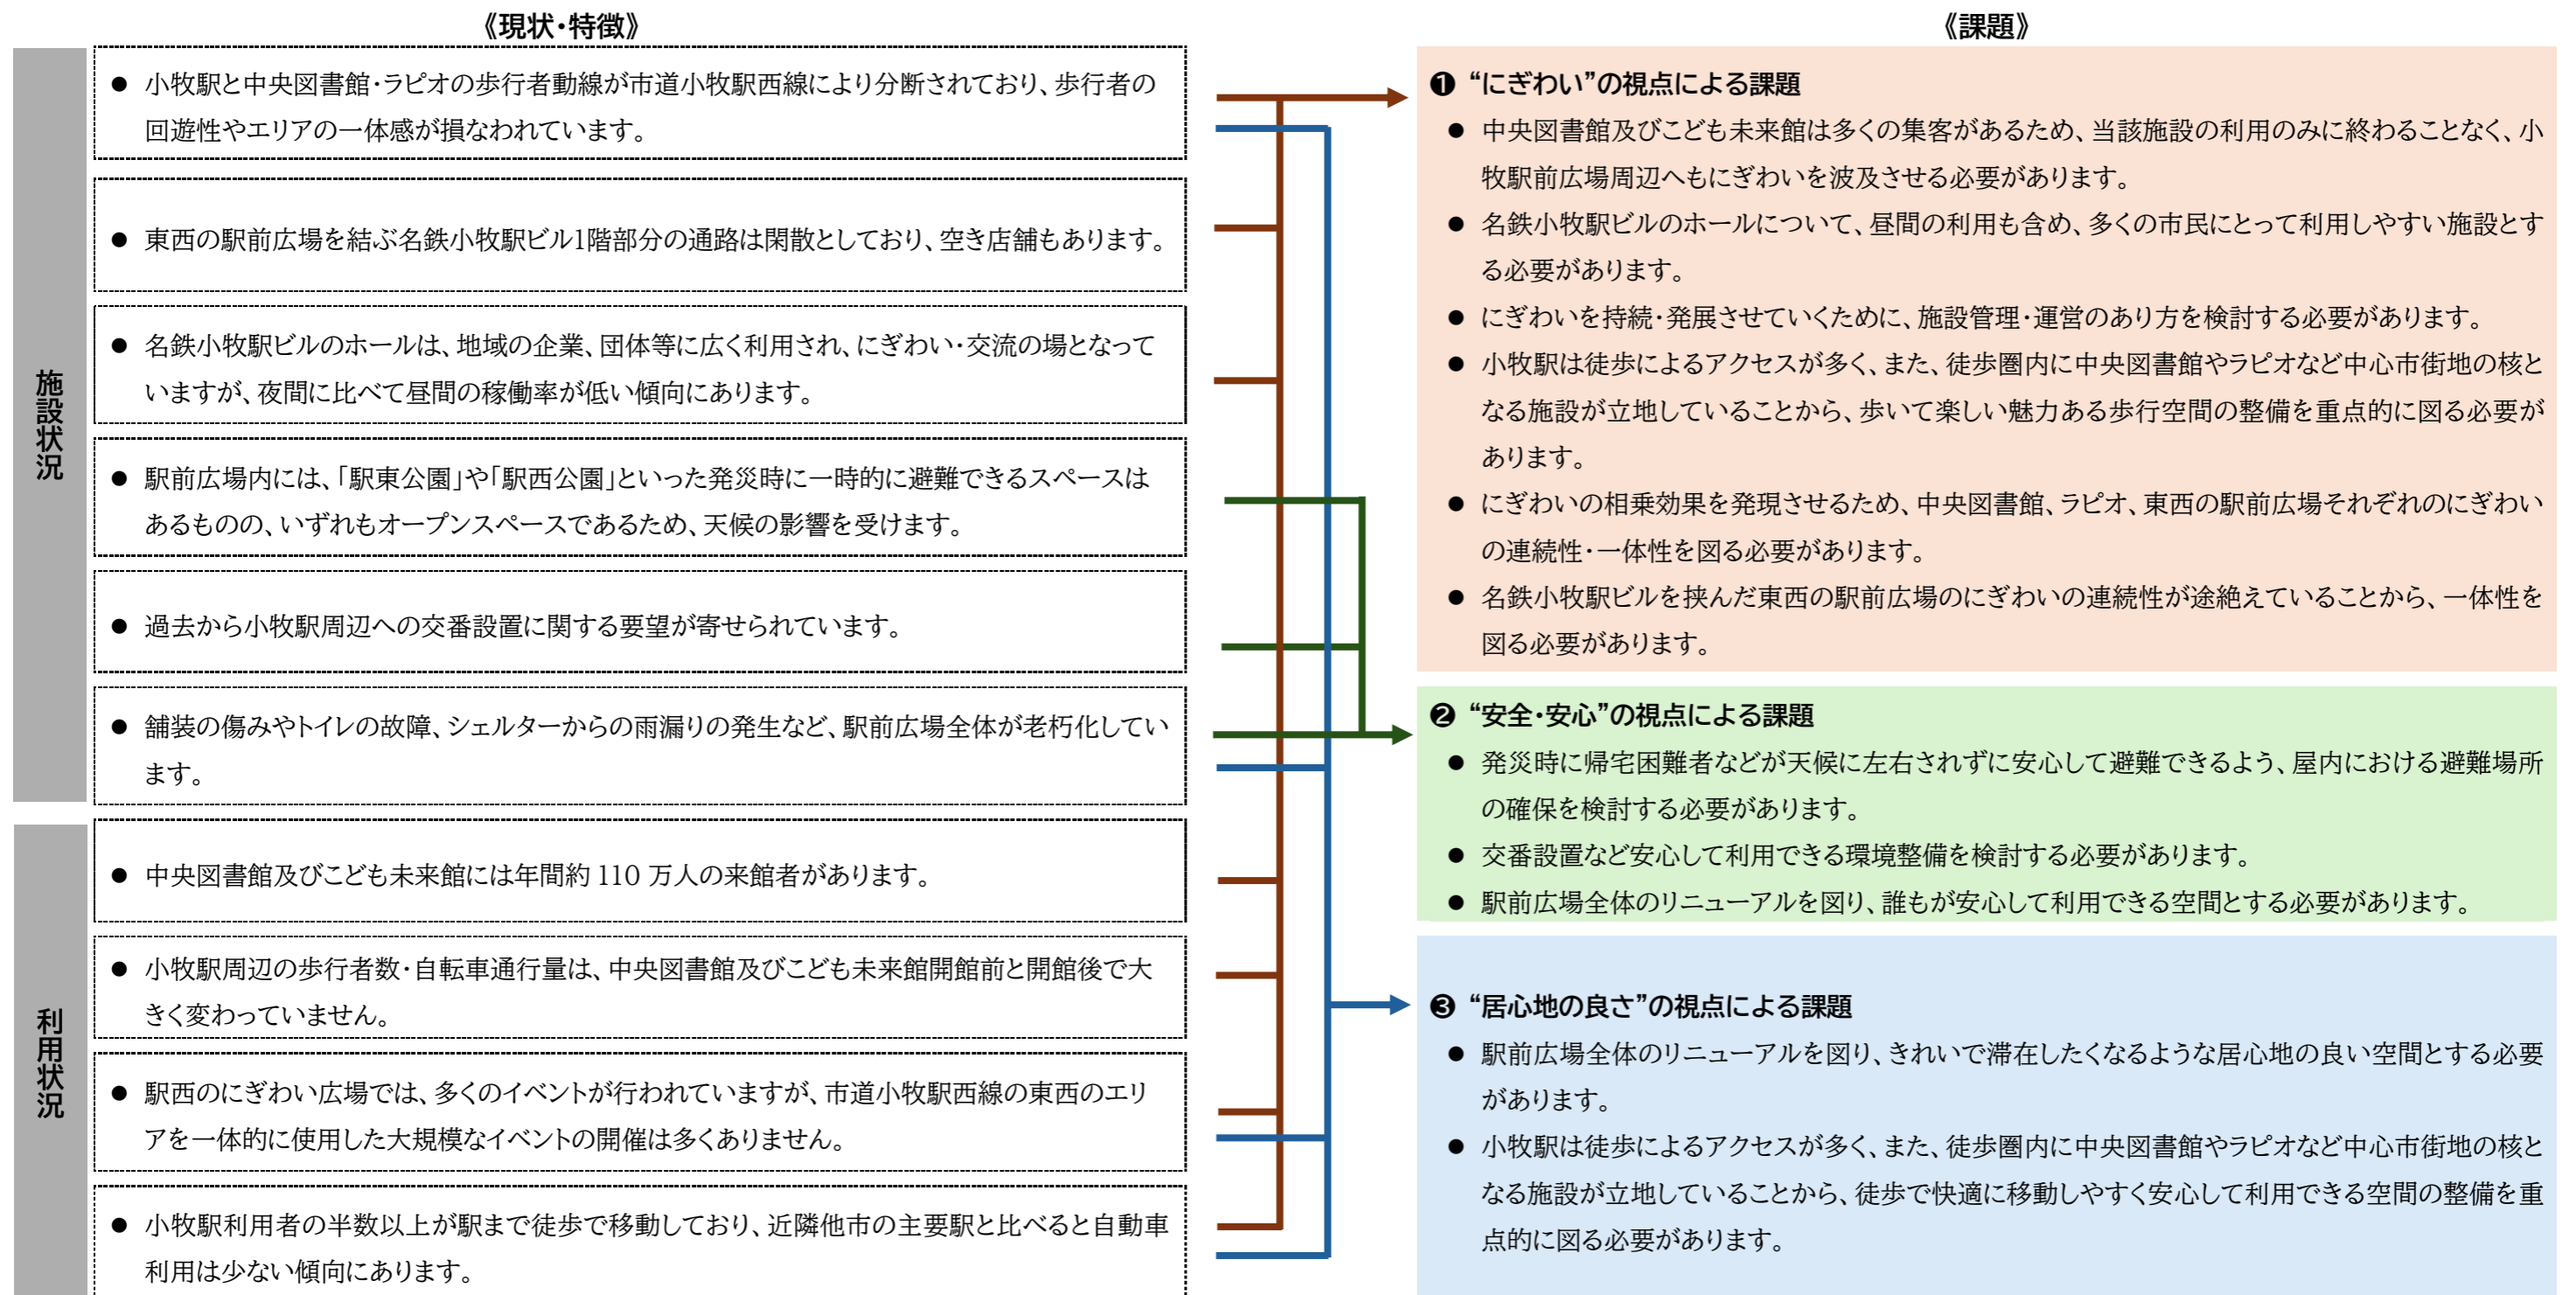 《現状・特徴》
施設状況
● 小牧駅と中央図書館・ラピオの歩行者動線が市道小牧駅西線により分断されており、歩行者の
回遊性やエリアの一体感が損なわれています。
● 東西の駅前広場を結ぶ名鉄小牧駅ビル1階部分の通路は閑散としており、空き店舗もあります。
● 名鉄小牧駅ビルのホールは、地域の企業、団体等に広く利用され、にぎわい・交流の場となって
いますが、夜間に比べて昼間の稼働率が低い傾向にあります。
● 駅前広場内には、「駅東公園」や「駅西公園」といった発災時に一時的に避難できるスペースは
あるものの、いずれもオープンスペースであるため、天候の影響を受けます。
● 過去から小牧駅周辺への交番設置に関する要望が寄せられています。
● 舗装の傷みやトイレの故障、シェルターからの雨漏りの発生など、駅前広場全体が老朽化してい
ます。
利用状況
● 中央図書館及びこども未来館には年間約 110 万人の来館者があります。
● 小牧駅周辺の歩行者数・自転車通行量は、中央図書館及びこども未来館開館前と開館後で大
きく変わっていません。
● 駅西のにぎわい広場では、多くのイベントが行われていますが、市道小牧駅西線の東西のエリ
アを一体的に使用した大規模なイベントの開催は多くありません。
● 小牧駅利用者の半数以上が駅まで徒歩で移動しており、近隣他市の主要駅と比べると自動車
利用は少ない傾向にあります。
《課題》
❶ “にぎわい”の視点による課題
● 中央図書館及びこども未来館は多くの集客があるため、当該施設の利用のみに終わることなく、小
牧駅前広場周辺へもにぎわいを波及させる必要があります。
● 名鉄小牧駅ビルのホールについて、昼間の利用も含め、多くの市民にとって利用しやすい施設とす
る必要があります。
● にぎわいを持続・発展させていくために、施設管理・運営のあり方を検討する必要があります。
● 小牧駅は徒歩によるアクセスが多く、また、徒歩圏内に中央図書館やラピオなど中心市街地の核と
なる施設が立地していることから、歩いて楽しい魅力ある歩行空間の整備を重点的に図る必要が
あります。
● にぎわいの相乗効果を発現させるため、中央図書館、ラピオ、東西の駅前広場それぞれのにぎわい
の連続性・一体性を図る必要があります。
● 名鉄小牧駅ビルを挟んだ東西の駅前広場のにぎわいの連続性が途絶えていることから、一体性を
図る必要があります。
❷ “安全・安心”の視点による課題
● 発災時に帰宅困難者などが天候に左右されずに安心して避難できるよう、屋内における避難場所
の確保を検討する必要があります。
● 交番設置など安心して利用できる環境整備を検討する必要があります。
● 駅前広場全体のリニューアルを図り、誰もが安心して利用できる空間とする必要があります。
❸ “居心地の良さ”の視点による課題
● 駅前広場全体のリニューアルを図り、きれいで滞在したくなるような居心地の良い空間とする必要
があります。
● 小牧駅は徒歩によるアクセスが多く、また、徒歩圏内に中央図書館やラピオなど中心市街地の核と
なる施設が立地していることから、徒歩で快適に移動しやすく安心して利用できる空間の整備を重
点的に図る必要があります。